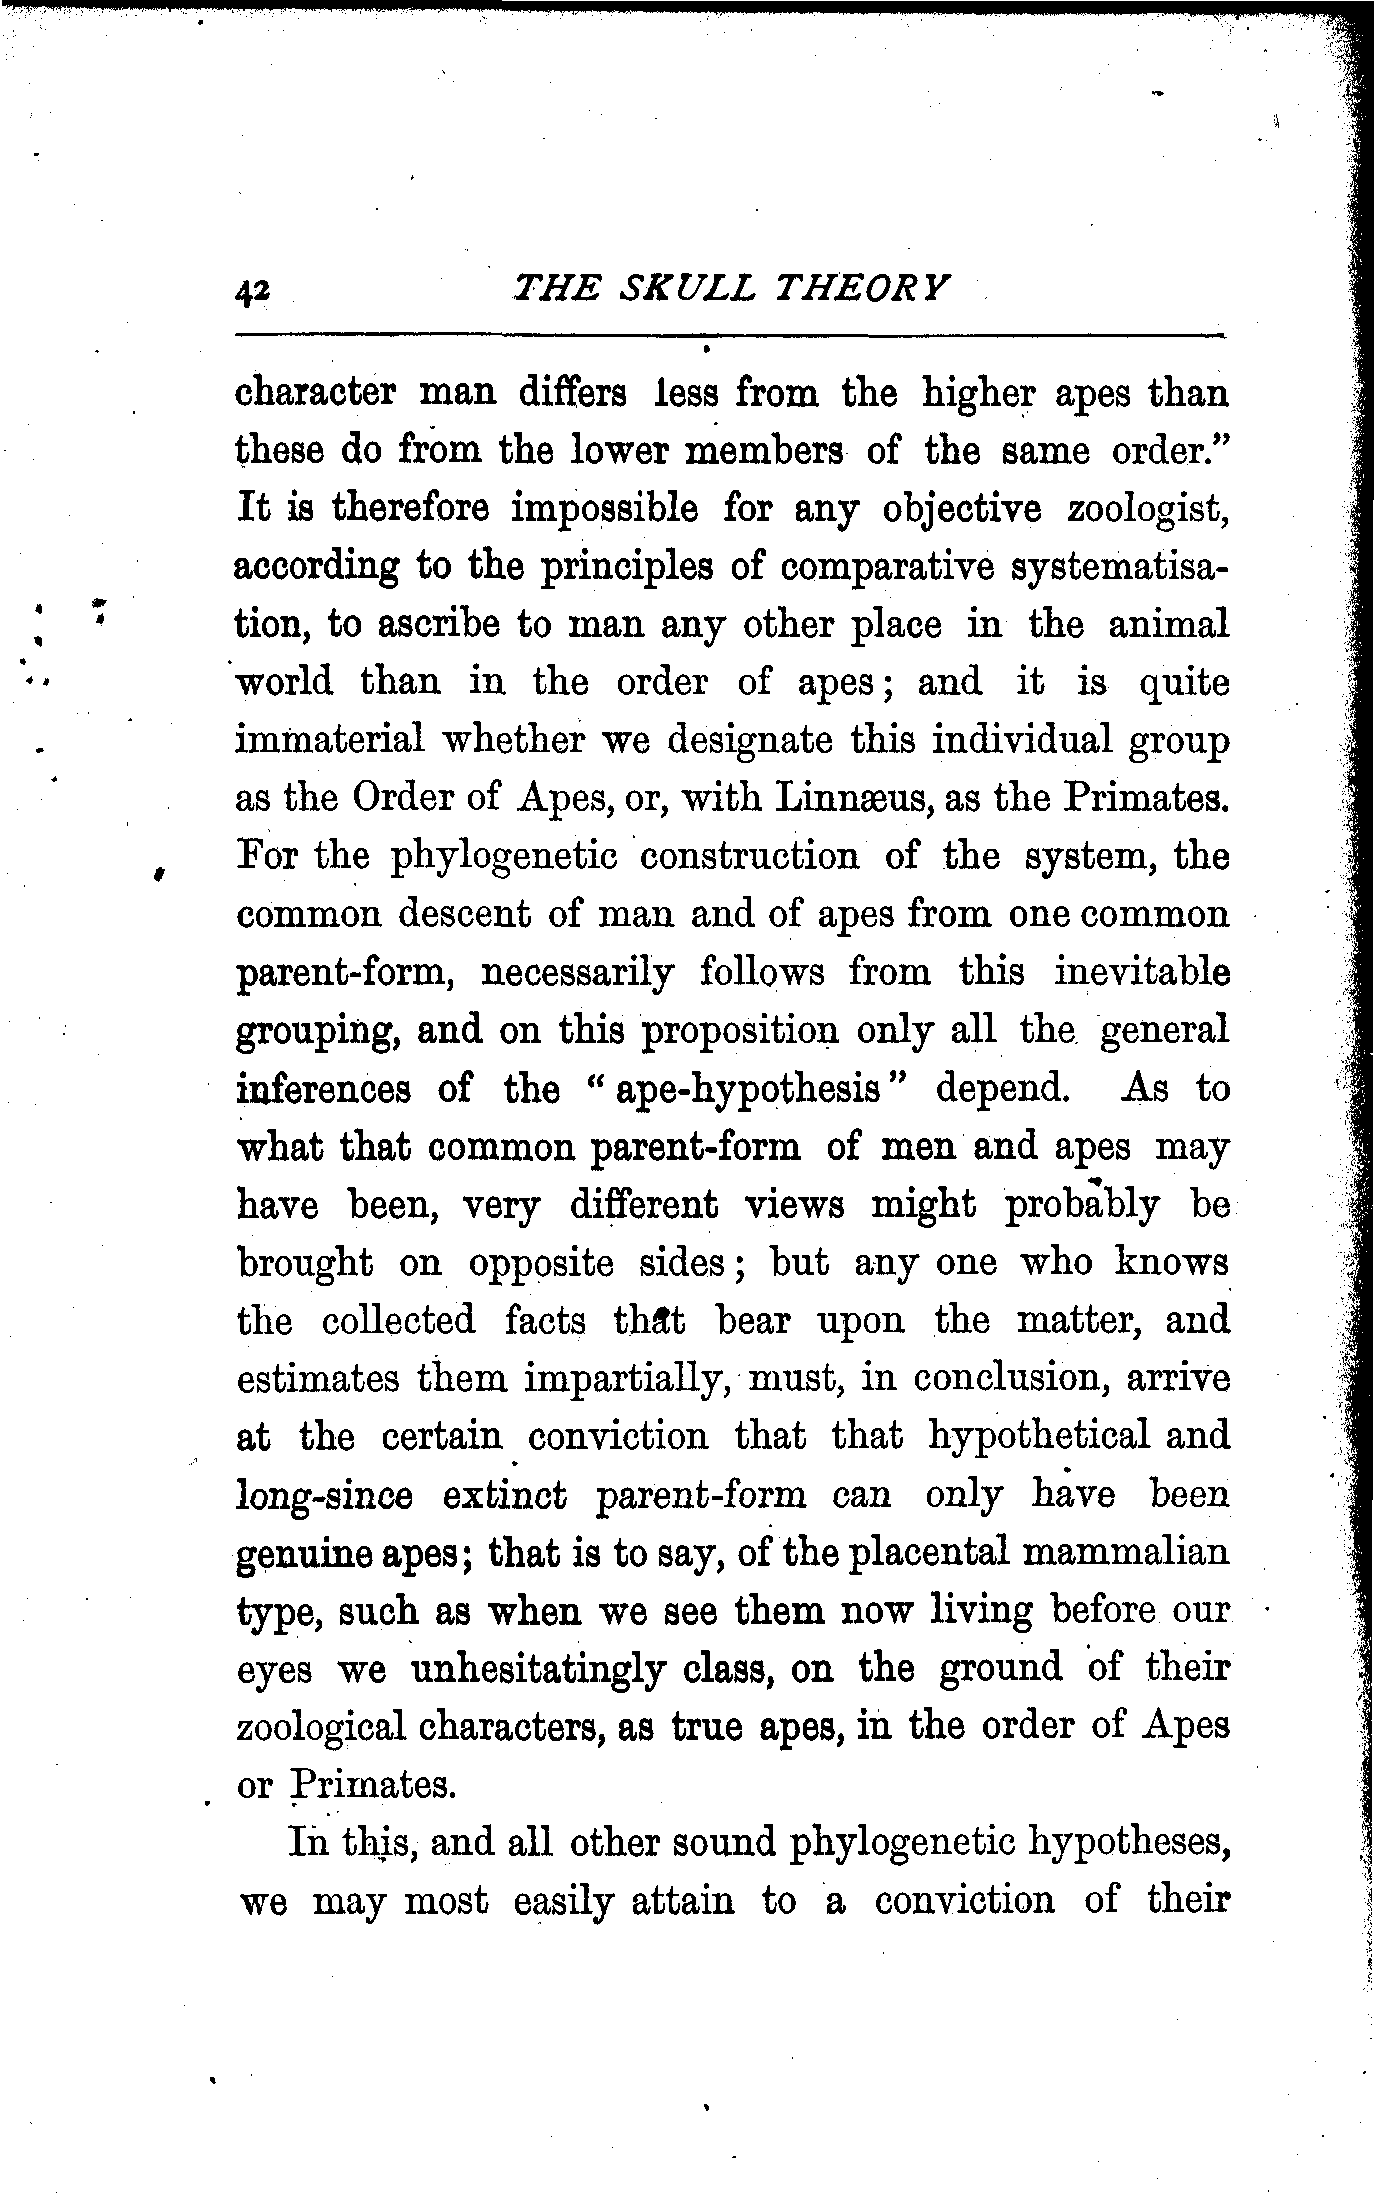 42 THE SKULL THEORY
character man differs less from the higher apes than
these do from the lower members of the same order.”
It is therefore impossible for any objective zoologist,
according to the principles of comparative systematisa-
tion, to ascribe to man any other place in the animal
world than in the order of apes; and it is quite
immaterial whether we designate this individual group
as the Order of Apes, or, with Linnæus, as the Primates.
For the phylogenetic construction of the system, the
common descent of man and of apes from one common
parent-form, necessarily follows from this inevitable
grouping, and on this proposition only all the general
inferences of the “ape-hypothesis” depend. As to
what that common parent-form of men and apes may
have been, very different views might probably be
brought on opposite sides; but any one who knows
the collected facts that bear upon the matter, and
estimates them impartially, must, in conclusion, arrive
at the certain conviction that that hypothetical and
long-since extinct parent-form can only have been
genuine apes; that is to say, of the placental mammalian
type, such as when we see them now living before our
eyes we unhesitatingly class, on the ground of their
zoological characters, as true apes, in the order of Apes
or Primates.
In this, and all other sound phylogenetic hypotheses,
we may most easily attain to a conviction of their